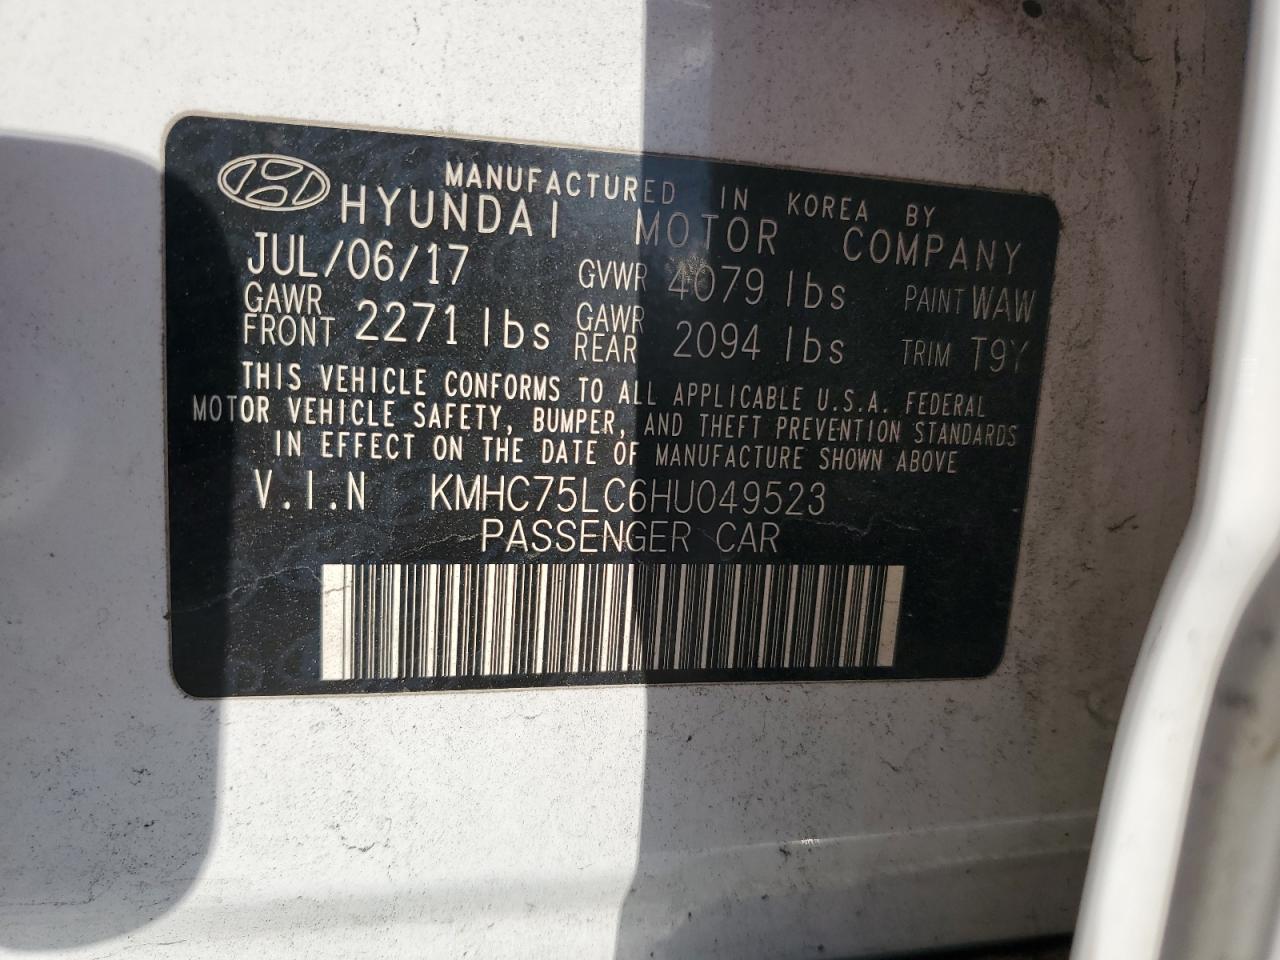 MANUFACTURED IN KOREA BY
HYUNDAI MOTOR COMPANY
JUL/06/17 GVWR 4079 lbs PAINT WAW
GAWR FRONT 2271 lbs GAWR REAR 2094 lbs TRIM T9Y
THIS VEHICLE CONFORMS TO ALL APPLICABLE U.S.A. FEDERAL
MOTOR VEHICLE SAFETY, BUMPER, AND THEFT PREVENTION STANDARDS
IN EFFECT ON THE DATE OF MANUFACTURE SHOWN ABOVE
V.I.N KMHC75LC6HU049523
PASSENGER CAR